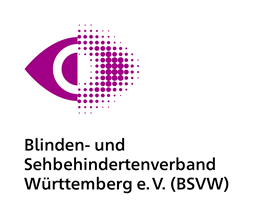 Blinden- und
Sehbehindertenverband
Württemberg e. V. (BSVW)